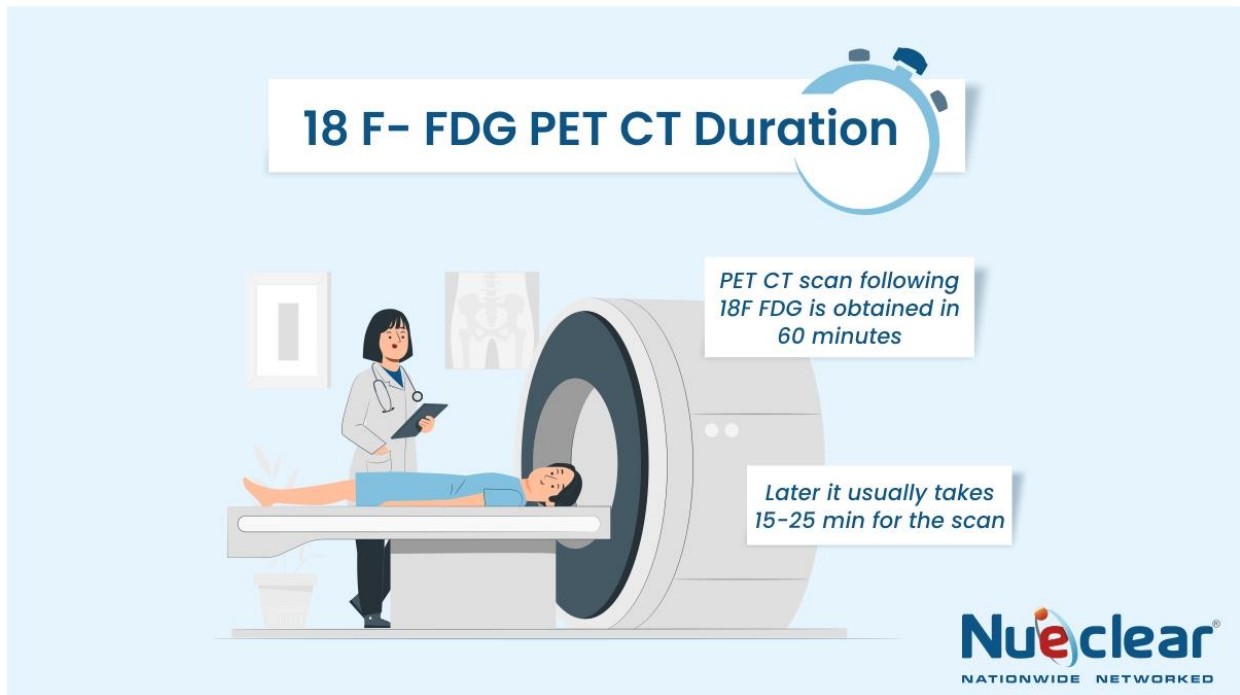 18 F- FDG PET CT Duration
PET CT scan following
18F FDG is obtained in
60 minutes
Later it usually takes
15-25 min for the scan
Nueclear®
NATIONWIDE NETWORKED